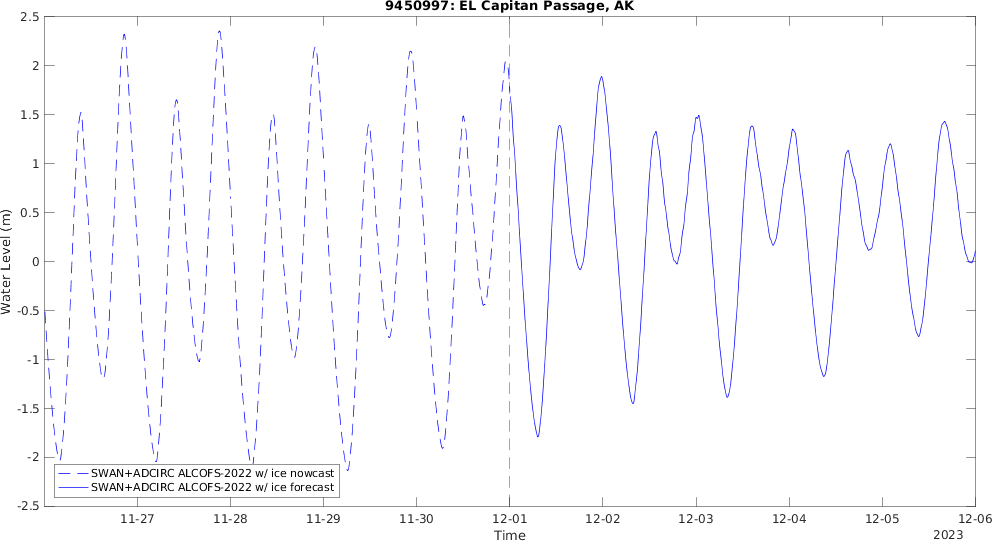 9450997: EL Capitan Passage, AK
Water Level (m)
2.5
2
1.5
1
0.5
0
-0.5
-1
-1.5
-2
-2.5
SWAN+ADCIRC ALCOFS-2022 w/ ice nowcast
SWAN+ADCIRC ALCOFS-2022 w/ ice forecast
11-27 11-28 11-29 11-30 12-01 12-02 12-03 12-04 12-05 12-06
Time
2023